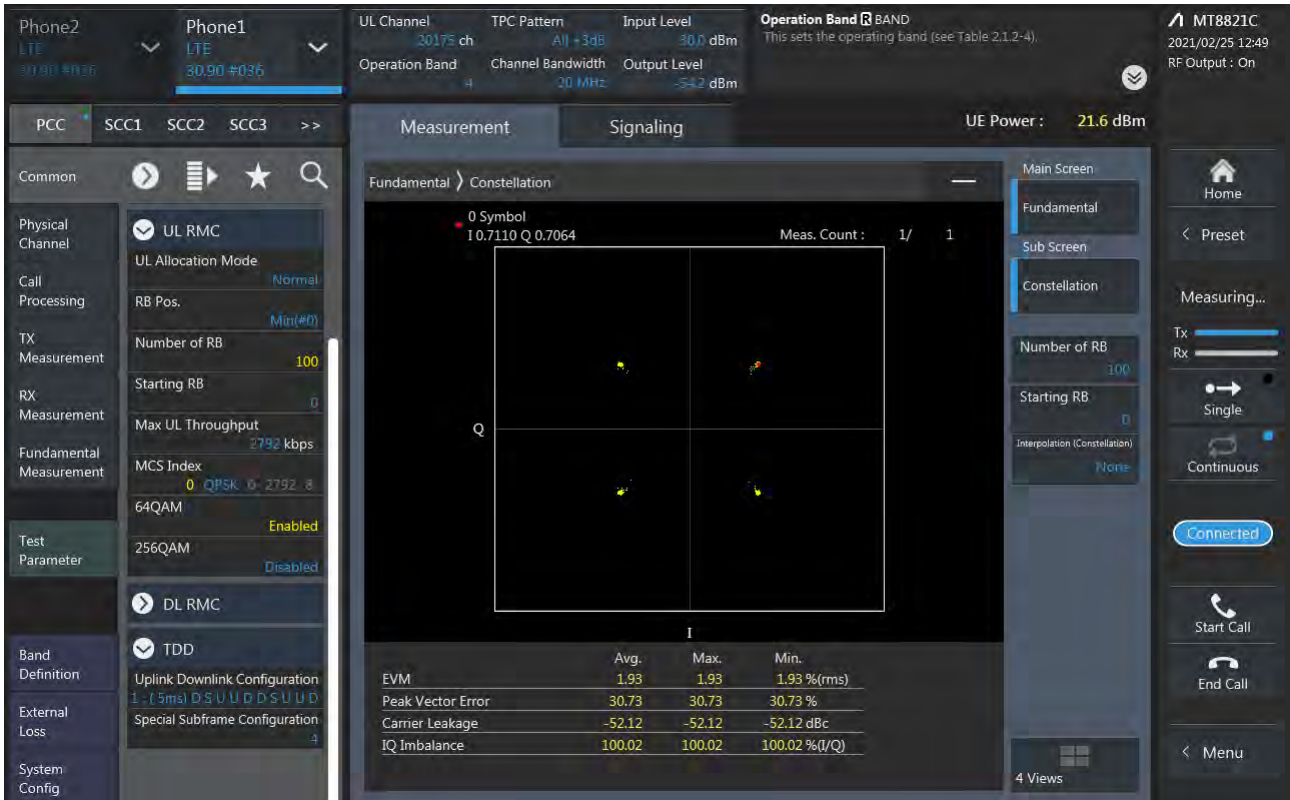 Phone2
LTE
30.90 #036
Phone1
LTE
30.90 #036
UL Channel
20175 ch
Operation Band
4
TPC Pattern
All +3dB
Channel Bandwidth
20 MHz
Input Level
30.0 dBm
Output Level
-54.2 dBm
Operation Band R BAND
This sets the operating band (see Table 2.1.2-4).
MT8821C
2021/02/25 12:49
RF Output : On
PCC SCC1 SCC2 SCC3 >>
Common
Physical
Channel
Call
Processing
TX
Measurement
RX
Measurement
Fundamental
Measurement
Test
Parameter
Band
Definition
External
Loss
System
Config
UL RMC
UL Allocation Mode
Normal
RB Pos.
Min(#0)
Number of RB
100
Starting RB
0
Max UL Throughput
2792 kbps
MCS Index
0 QPSK 0 2792 8
64QAM
Enabled
256QAM
Disabled
DL RMC
TDD
Uplink Downlink Configuration
1 : ( 5ms) D S U U D D S U U D
Special Subframe Configuration
4
Measurement
Signaling
UE Power : 21.6 dBm
Fundamental 〉 Constellation
0 Symbol
I 0.7110 Q 0.7064
Meas. Count : 1/ 1
Q
I
Avg. Max. Min.
EVM 1.93 1.93 1.93 %(rms)
Peak Vector Error 30.73 30.73 30.73 %
Carrier Leakage -52.12 -52.12 -52.12 dBc
IQ Imbalance 100.02 100.02 100.02 %(I/Q)
Main Screen
Fundamental
Sub Screen
Constellation
Number of RB
100
Starting RB
0
Interpolation (Constellation)
None
4 Views
Home
< Preset
Measuring...
Tx
Rx
Single
Continuous
Connected
Start Call
End Call
< Menu